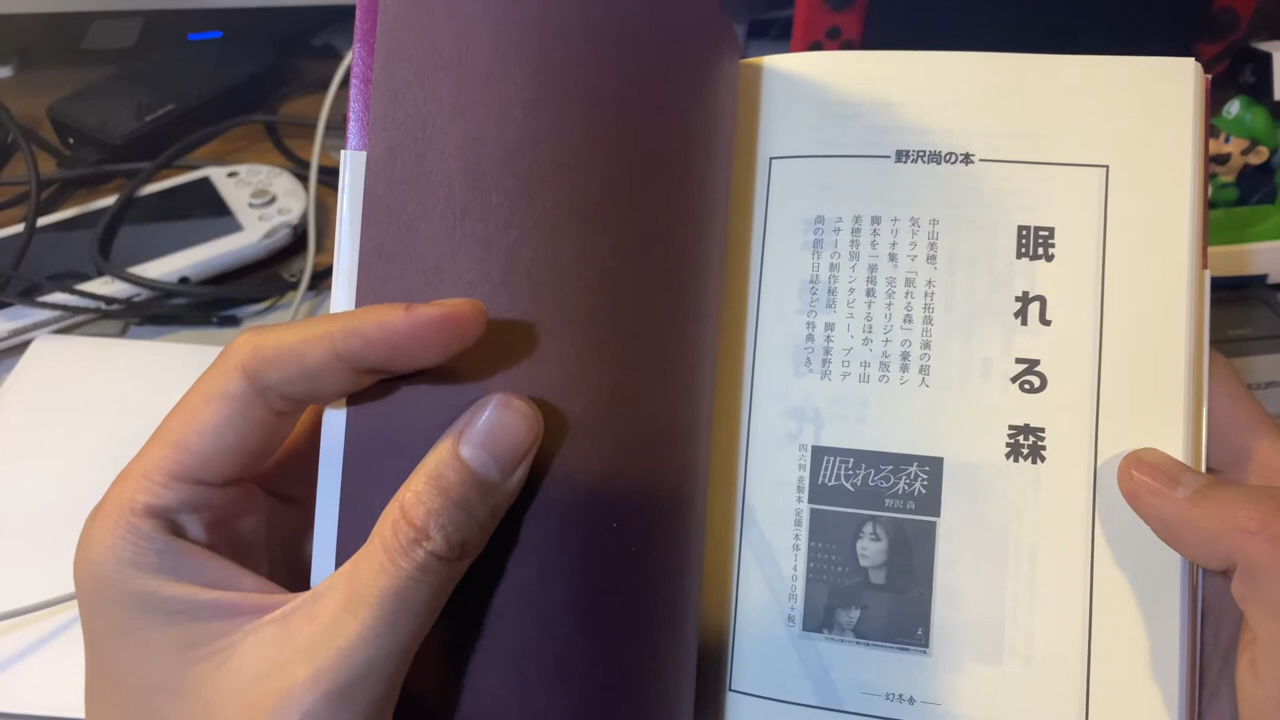 野沢尚の本
眠れる森
中山美穂、木村拓哉出演の超人
気ドラマ「眠れる森」の豪華シ
ナリオ集。完全オリジナル版の
脚本を一挙掲載するほか、中山
美穂特別インタビュー、プロデ
ューサーの制作秘話、脚本家野沢
尚の創作日誌などの特典つき。
眠れる森
野沢 尚
四六判 並製本 定価(本体1400円+税)
幻冬舎